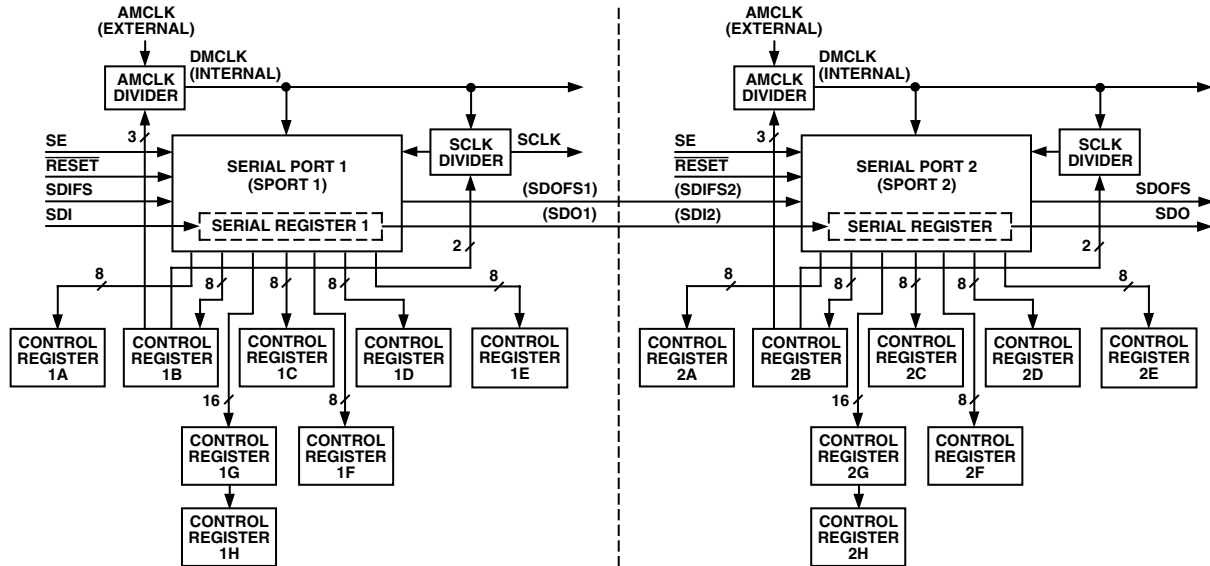 AMCLK
(EXTERNAL)
DMCLK
(INTERNAL)
AMCLK
DIVIDER
3
SE
RESET
SDIFS
SDI
SERIAL PORT 1
(SPORT 1)
SERIAL REGISTER 1
SCLK
DIVIDER
SCLK
(SDOFS1)
(SDO1)
2
8
8
8
8
8
CONTROL
REGISTER
1A
CONTROL
REGISTER
1B
CONTROL
REGISTER
1C
CONTROL
REGISTER
1D
CONTROL
REGISTER
1E
16
8
CONTROL
REGISTER
1G
CONTROL
REGISTER
1F
CONTROL
REGISTER
1H
AMCLK
(EXTERNAL)
DMCLK
(INTERNAL)
AMCLK
DIVIDER
3
SE
RESET
(SDIFS2)
(SDI2)
SERIAL PORT 2
(SPORT 2)
SERIAL REGISTER
SCLK
DIVIDER
SDOFS
SDO
2
8
8
8
8
8
CONTROL
REGISTER
2A
CONTROL
REGISTER
2B
CONTROL
REGISTER
2C
CONTROL
REGISTER
2D
CONTROL
REGISTER
2E
16
8
CONTROL
REGISTER
2G
CONTROL
REGISTER
2F
CONTROL
REGISTER
2H